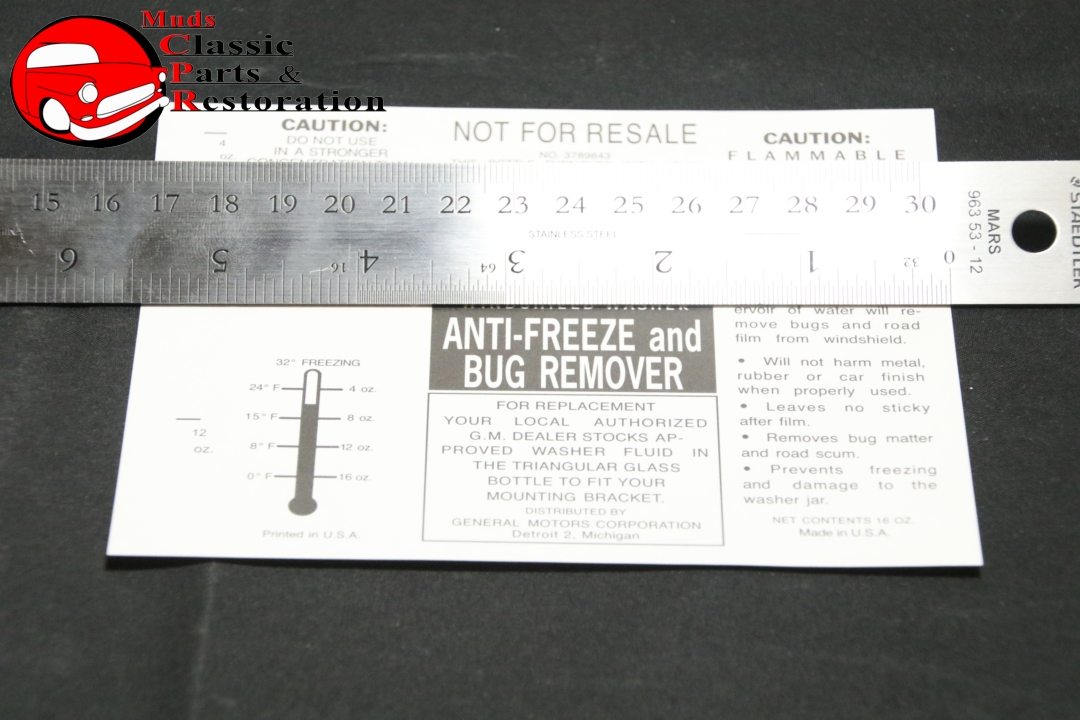 Muds
Classic
Parts &
Restoration
4
oz.
CAUTION:
DO NOT USE
IN A STRONGER
NOT FOR RESALE
NO. 3789843
CAUTION:
FLAMMABLE
15 16 17 18 19 20 21 22 23 24 25 26 27 28 29 30
STAINLESS STEEL
6 5 16 4 64 3 2 1 32 0
MARS
963 53 - 12
STAEDTLER
WINDSHIELD WASHER
ANTI-FREEZE and
BUG REMOVER
FOR REPLACEMENT
YOUR LOCAL AUTHORIZED
G.M. DEALER STOCKS AP-
PROVED WASHER FLUID IN
THE TRIANGULAR GLASS
BOTTLE TO FIT YOUR
MOUNTING BRACKET.
DISTRIBUTED BY
GENERAL MOTORS CORPORATION
Detroit 2, Michigan
32° FREEZING
24° F 4 oz.
15° F 8 oz.
8° F 12 oz.
0° F 16 oz.
12
oz.
Printed in U.S.A.
ervoir of water will re-
move bugs and road
film from windshield.
• Will not harm metal,
rubber or car finish
when properly used.
• Leaves no sticky
after film.
• Removes bug matter
and road scum.
• Prevents freezing
and damage to the
washer jar.
NET CONTENTS 16 OZ.
Made in U.S.A.